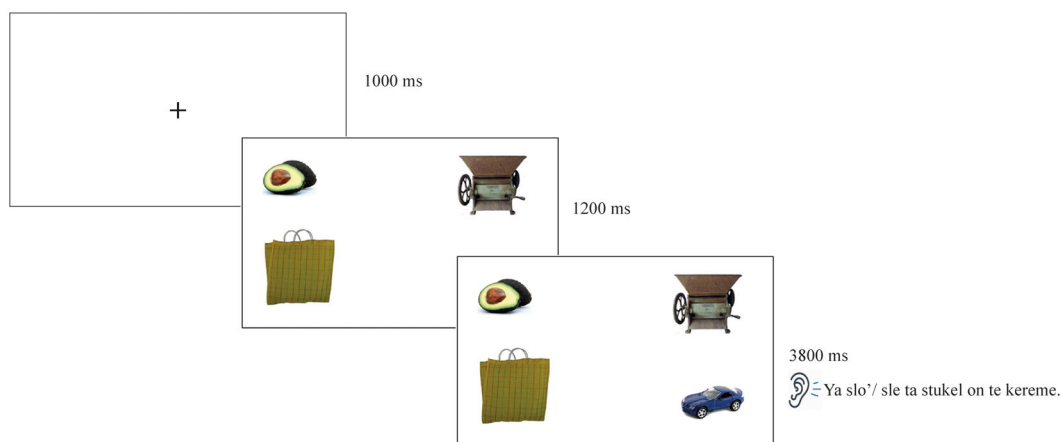 1000 ms
1200 ms
3800 ms
Ya slo’/ sle ta stukel on te kereme.